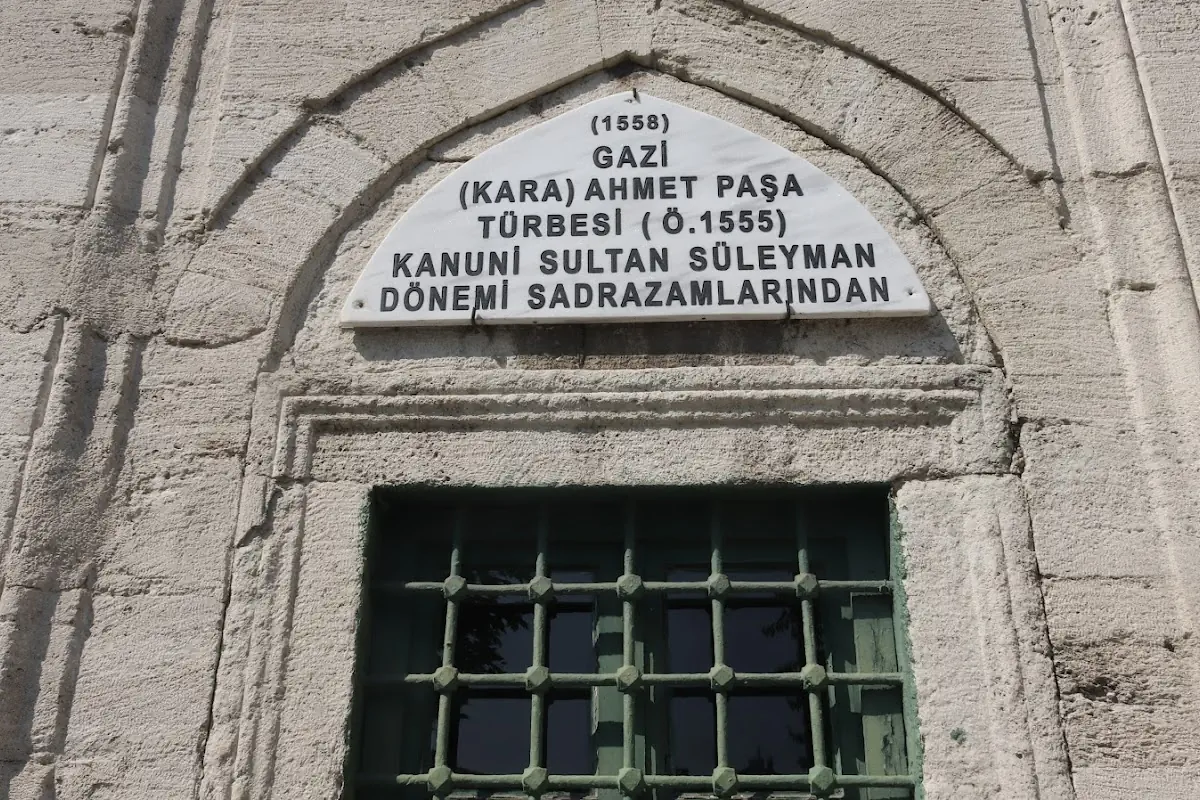 (1558)
GAZİ
(KARA) AHMET PAŞA
TÜRBESİ ( Ö.1555)
KANUNİ SULTAN SÜLEYMAN
DÖNEMİ SADRAZAMLARINDAN